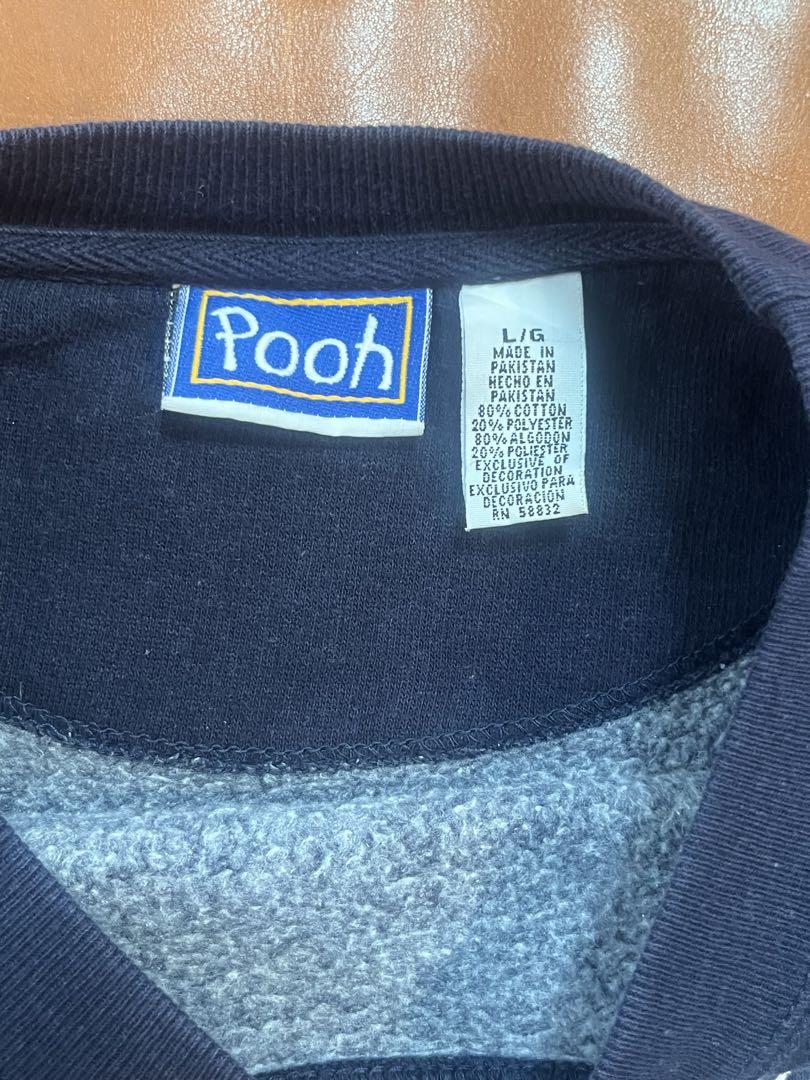 Pooh
L/G
MADE IN
PAKISTAN
HECHO EN
PAKISTAN
80% COTTON
20% POLYESTER
80% ALGODON
20% POLIESTER
EXCLUSIVE OF
DECORATION
EXCLUSIVO PARA
DECORACION
RN 58832